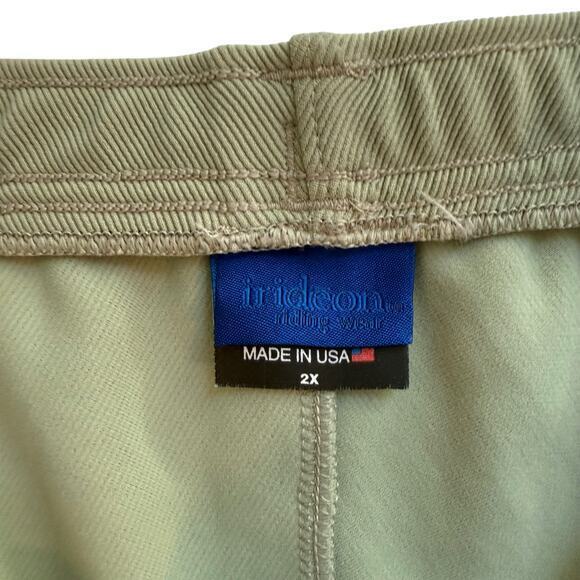 irideon
riding wear
MADE IN USA
2X